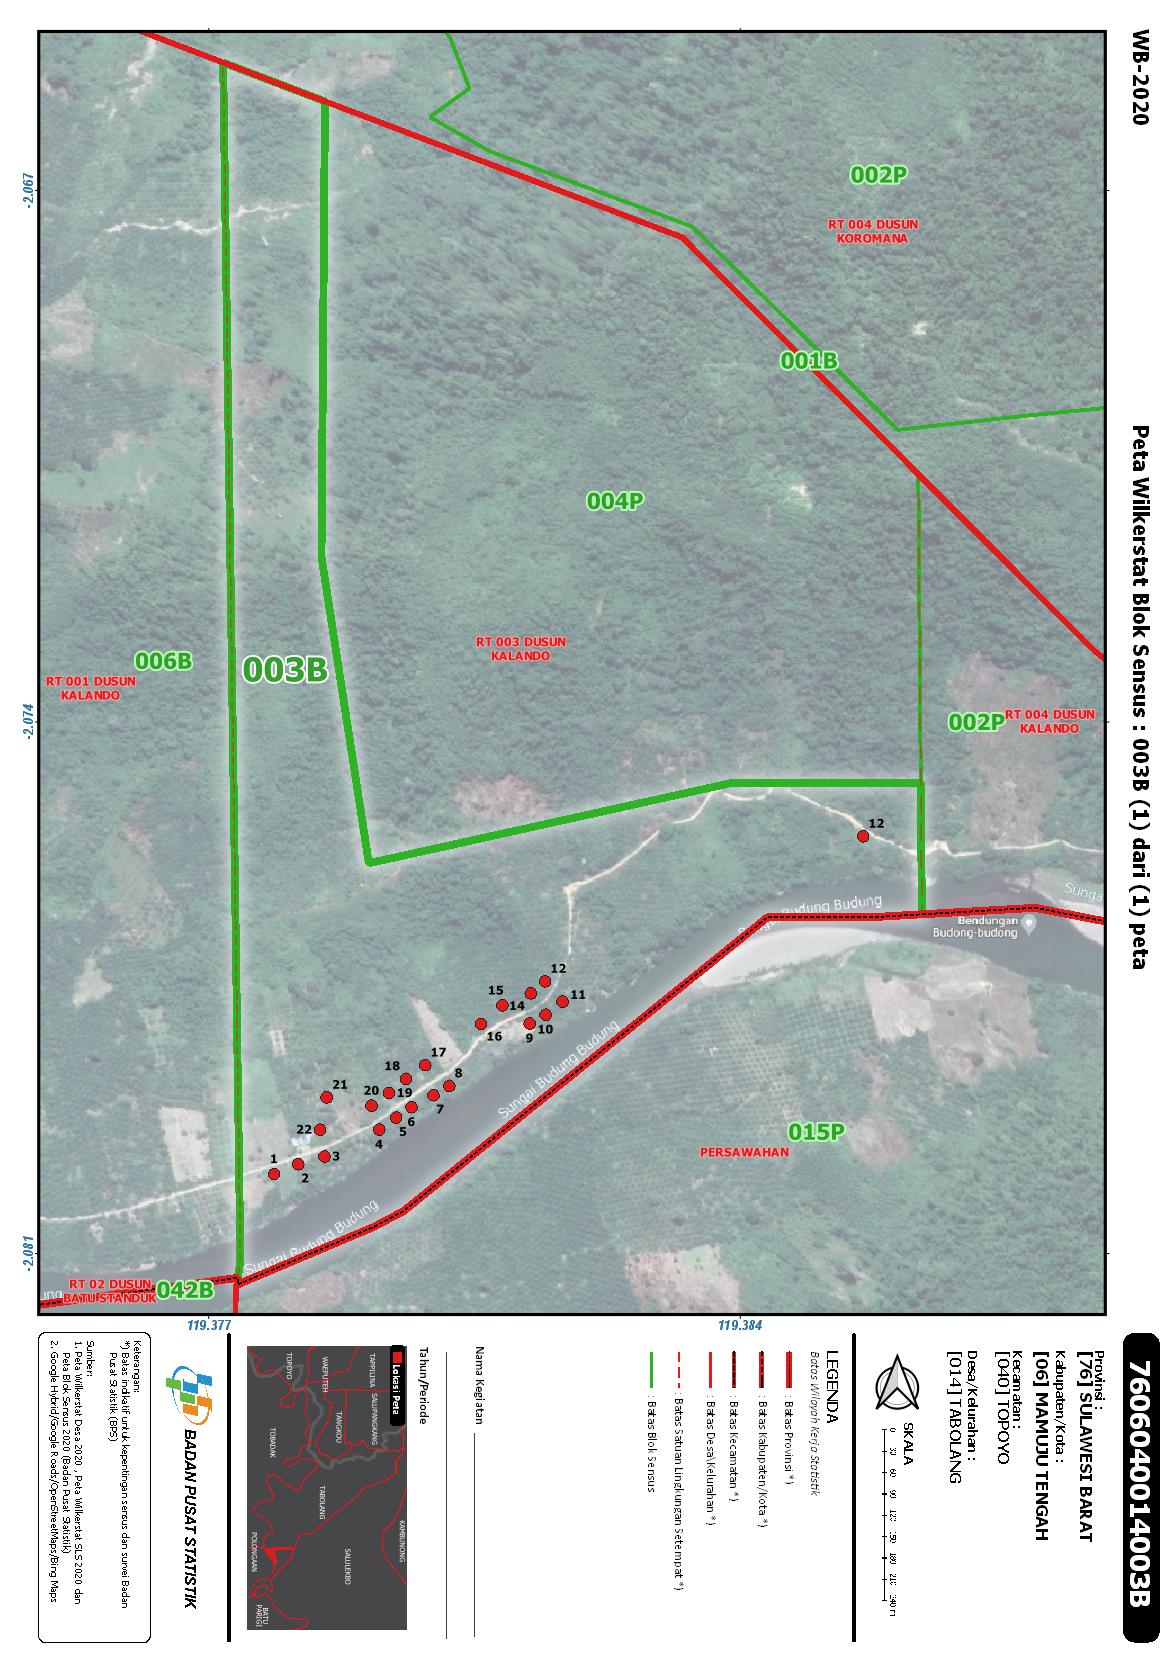 WB-2020
Peta Wilkerstat Blok Sensus : 003B (1) dari (1) peta
-2.067
-2.074
-2.081
119.377
119.384
002P
RT 004 DUSUN
KOROMANA
001B
004P
RT 003 DUSUN
KALANDO
006B
RT 001 DUSUN
KALANDO
003B
002P
RT 004 DUSUN
KALANDO
12
Sungai Budung Budung
Sungai
Bendungan
Budong-budong
12
15
14
11
10
9
16
17
18
8
19
20
7
6
21
5
4
22
3
1
2
Sungai Budung Budung
015P
PERSAWAHAN
Sungai Budung Budung
RT 02 DUSUN
BATU STANDUK
042B
7606040014003B
Provinsi :
[76] SULAWESI BARAT
Kabupaten/Kota :
[06] MAMUJU TENGAH
Kecamatan :
[040] TOPOYO
Desa/Kelurahan :
[014] TABOLANG
SKALA
0 30 60 90 120 150 180 210 240 m
LEGENDA
Batas Wilayah Kerja Statistik
: Batas Provinsi *)
: Batas Kabupaten/Kota *)
: Batas Kecamatan *)
: Batas Desa\Kelurahan *)
: Batas Satuan Lingkungan Setempat *)
: Batas Blok Sensus
Nama Kegiatan
Tahun/Periode
Lokasi Peta
TAPPILINA
SALUPANGKANG
KAMBUNONG
WAEPUTEH
TANGKOU
TOPOYO
TOBADAK
TABOLANG
SALULEKBO
POLONGAAN
BATU
PARIGI
BADAN PUSAT STATISTIK
Keterangan:
*) Batas indikatif untuk kepentingan sensus dan survei Badan
Pusat Statistik (BPS)
Sumber:
1. Peta Wilkerstat Desa 2020 , Peta Wilkerstat SLS 2020 dan
Peta Blok Sensus 2020 (Badan Pusat Statistik)
2. Google Hybrid/Google Roads/OpenStreetMaps/Bing Maps